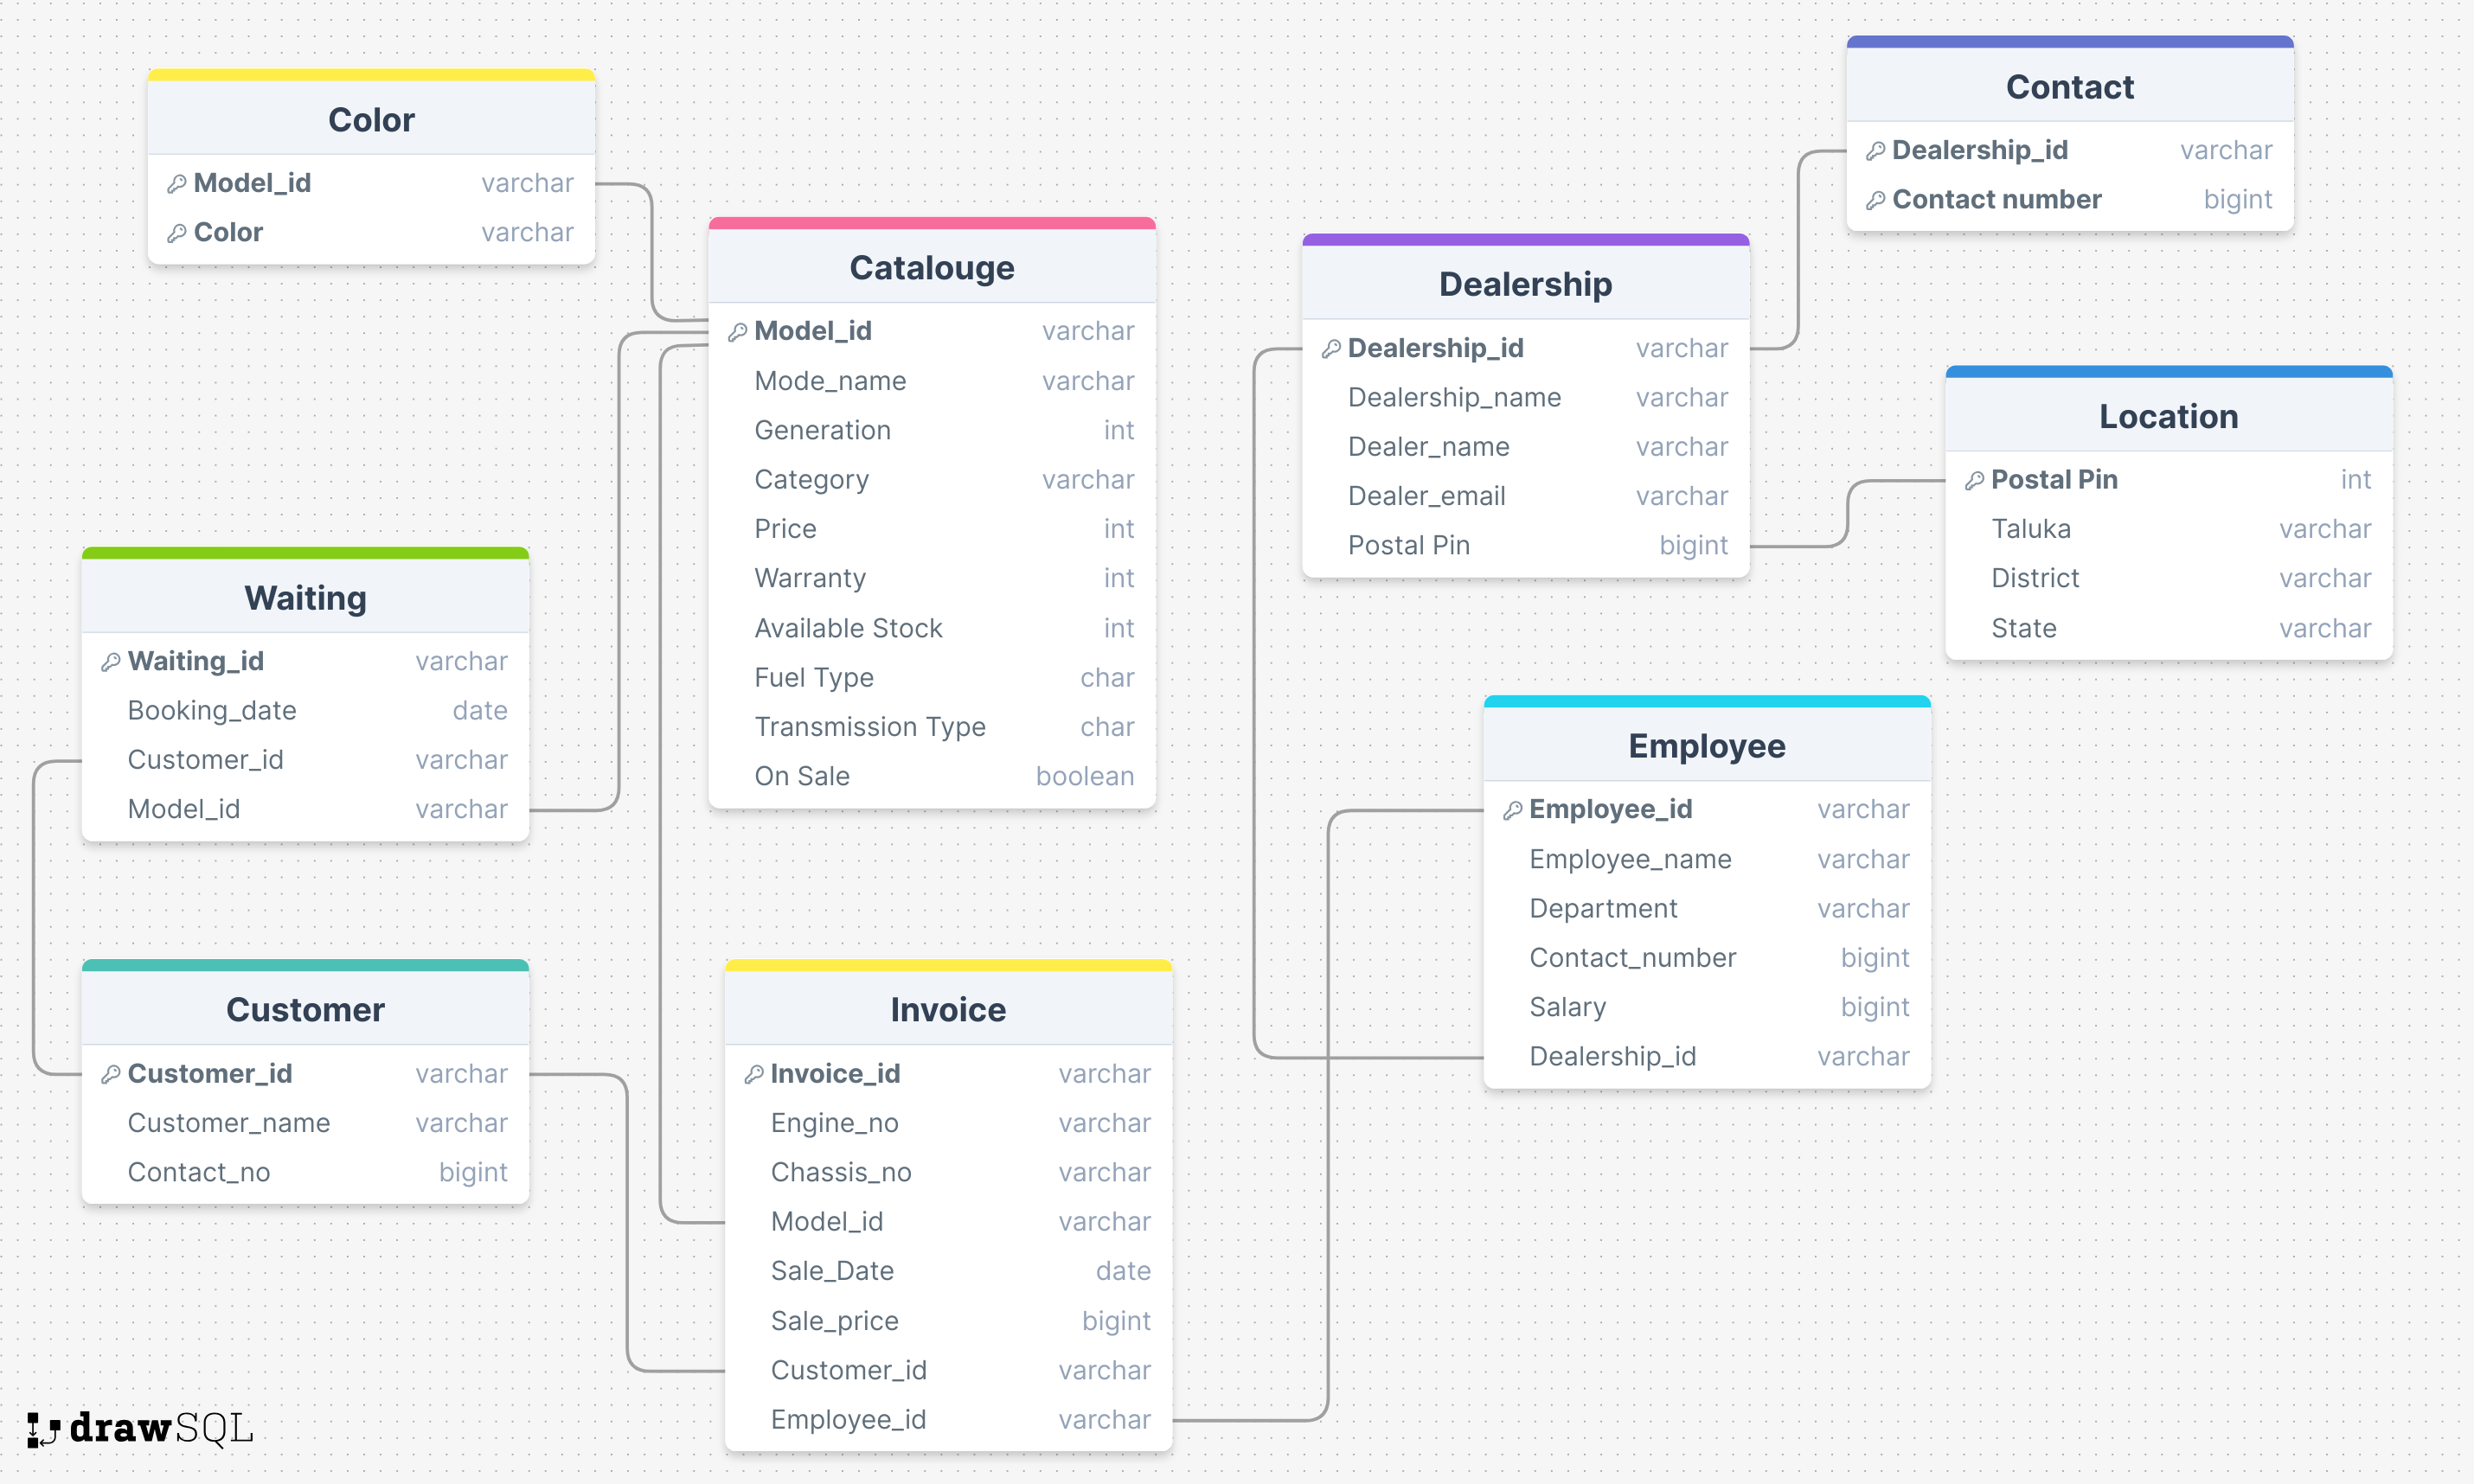 Color
Model_id varchar
Color varchar
Catalouge
Model_id varchar
Mode_name varchar
Generation int
Category varchar
Price int
Warranty int
Available Stock int
Fuel Type char
Transmission Type char
On Sale boolean
Dealership
Dealership_id varchar
Dealership_name varchar
Dealer_name varchar
Dealer_email varchar
Postal Pin bigint
Contact
Dealership_id varchar
Contact number bigint
Location
Postal Pin int
Taluka varchar
District varchar
State varchar
Waiting
Waiting_id varchar
Booking_date date
Customer_id varchar
Model_id varchar
Employee
Employee_id varchar
Employee_name varchar
Department varchar
Contact_number bigint
Salary bigint
Dealership_id varchar
Customer
Customer_id varchar
Customer_name varchar
Contact_no bigint
Invoice
Invoice_id varchar
Engine_no varchar
Chassis_no varchar
Model_id varchar
Sale_Date date
Sale_price bigint
Customer_id varchar
Employee_id varchar
drawSQL